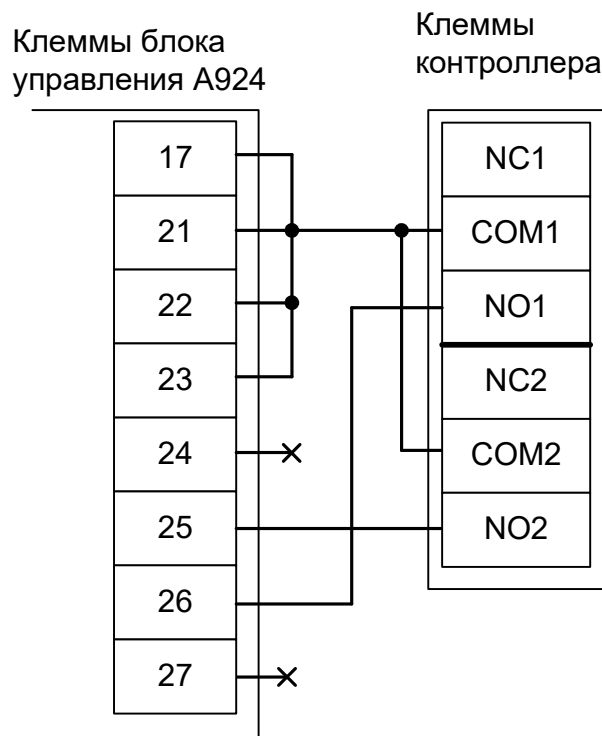 Клеммы блока
управления А924
Клеммы
контроллера
17
21
22
23
24
25
26
27
NC1
COM1
NO1
NC2
COM2
NO2